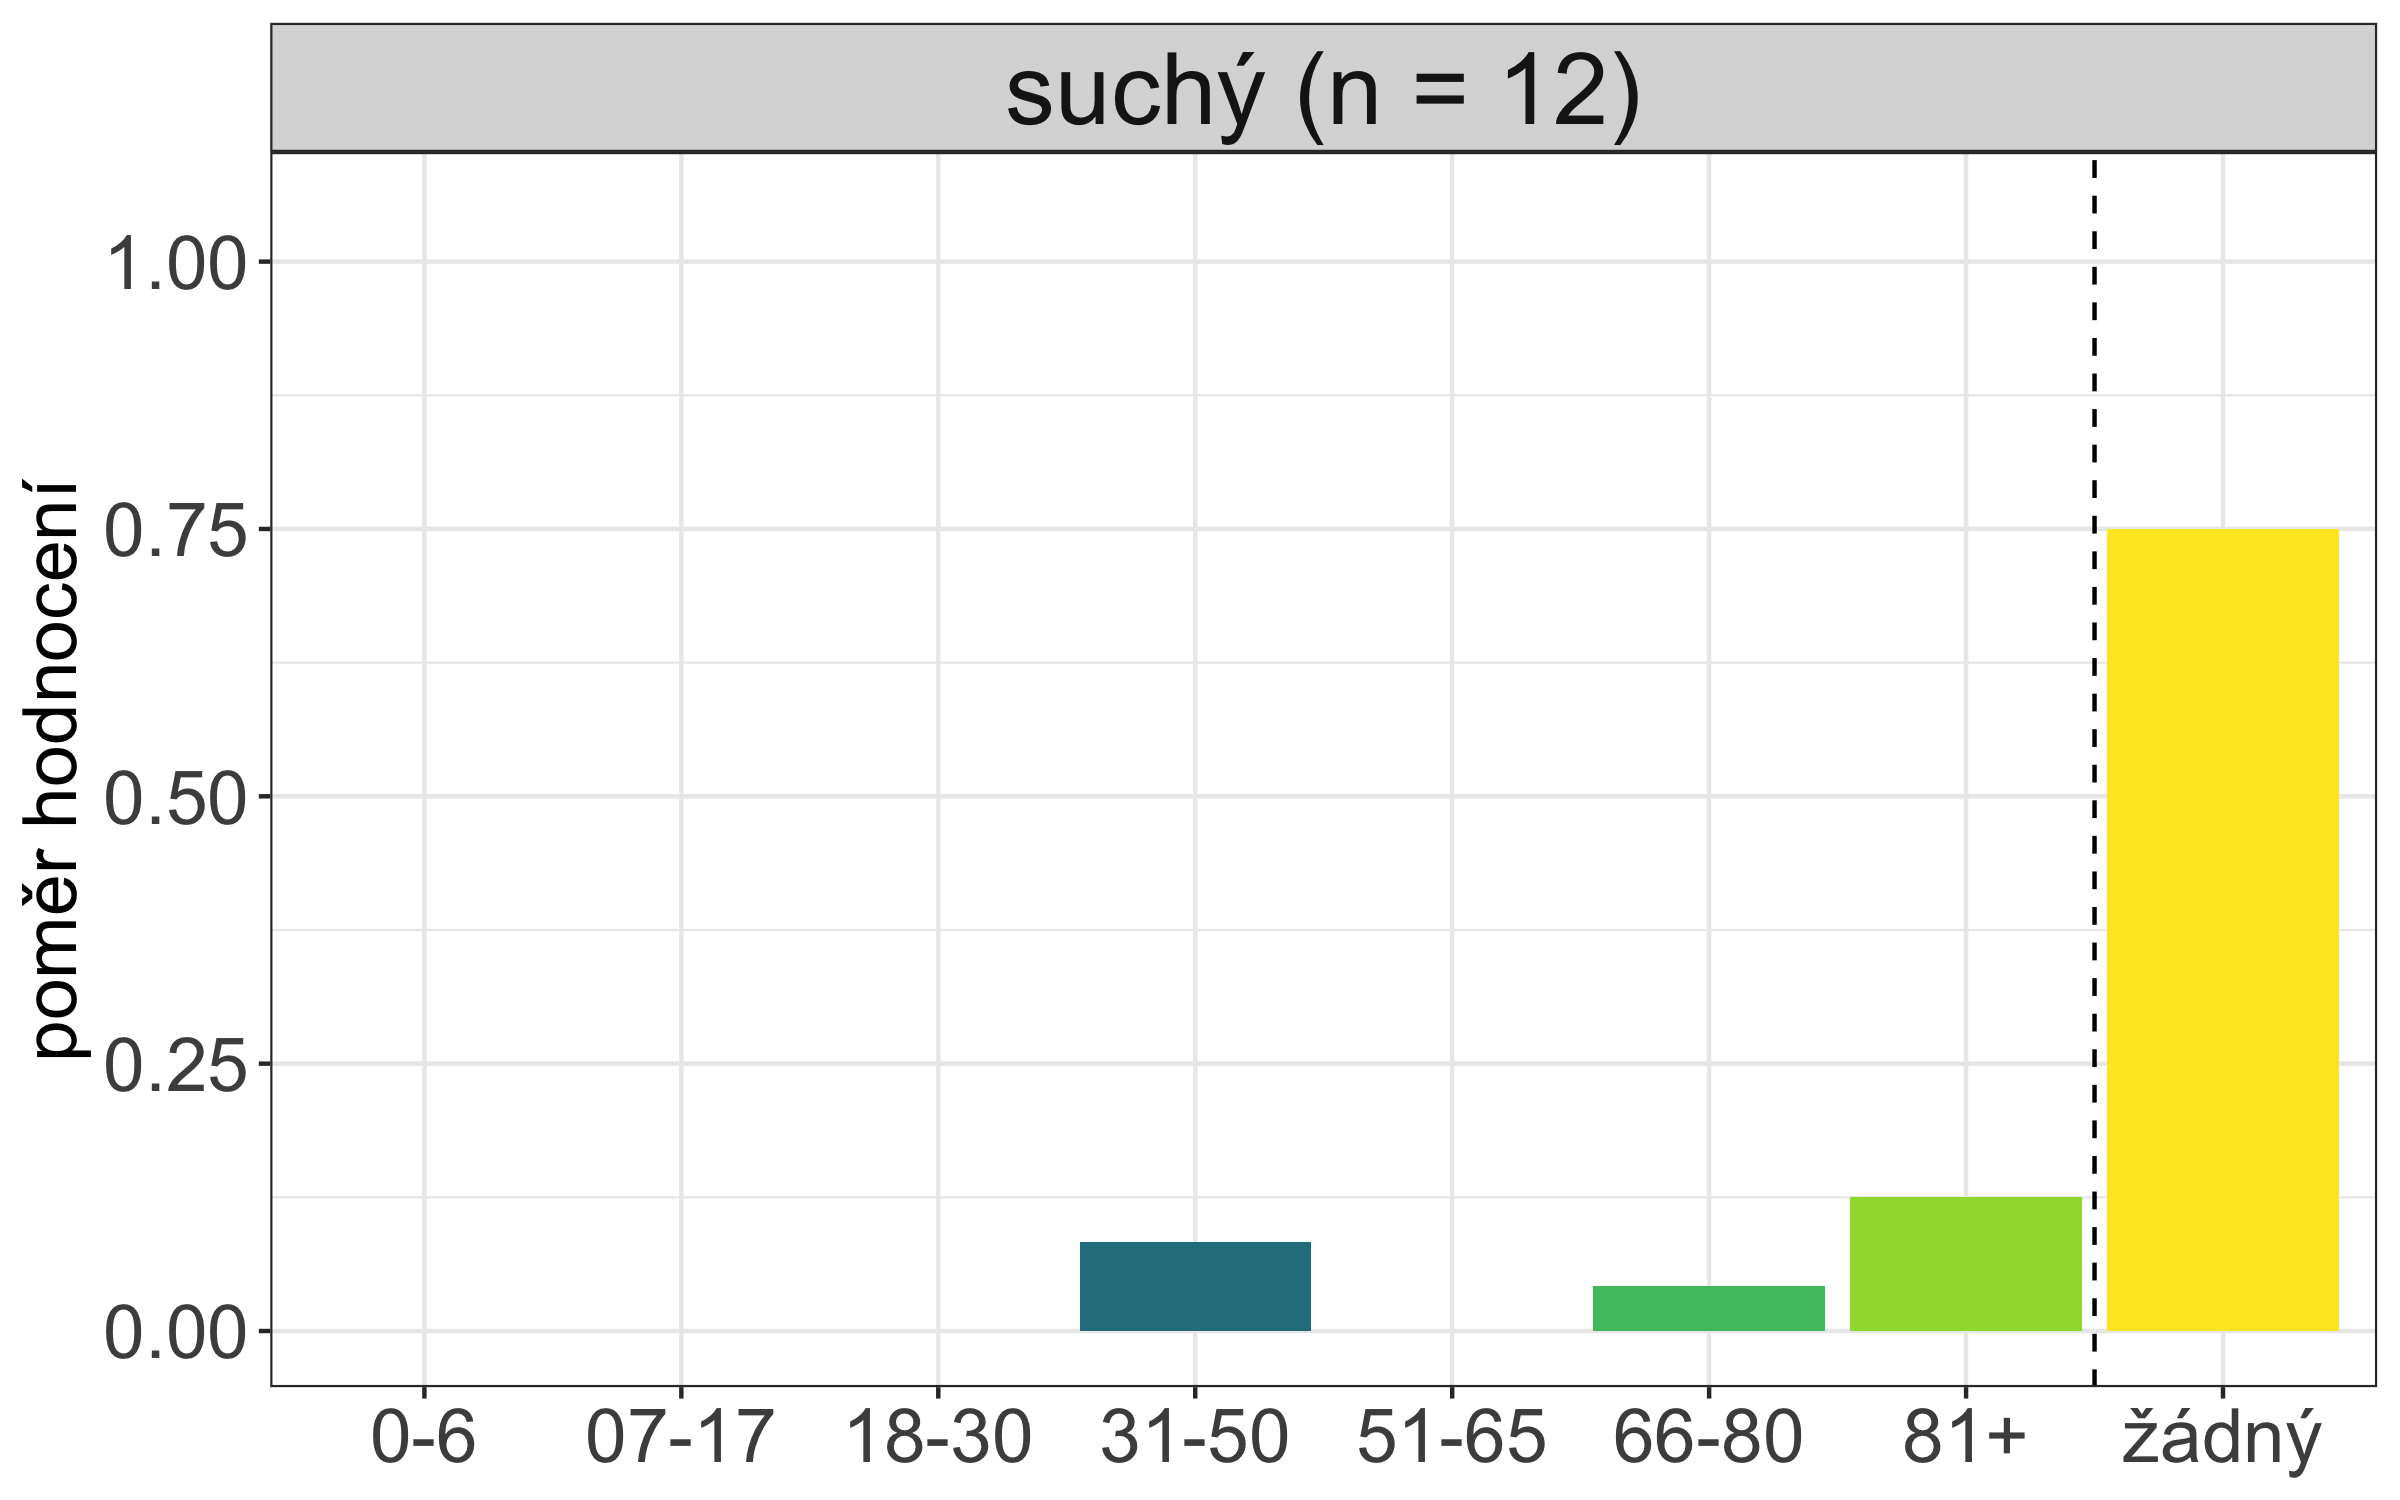 suchý (n = 12)
poměr hodnocení
1.00
0.75
0.50
0.25
0.00
0-6 07-17 18-30 31-50 51-65 66-80 81+ žádný